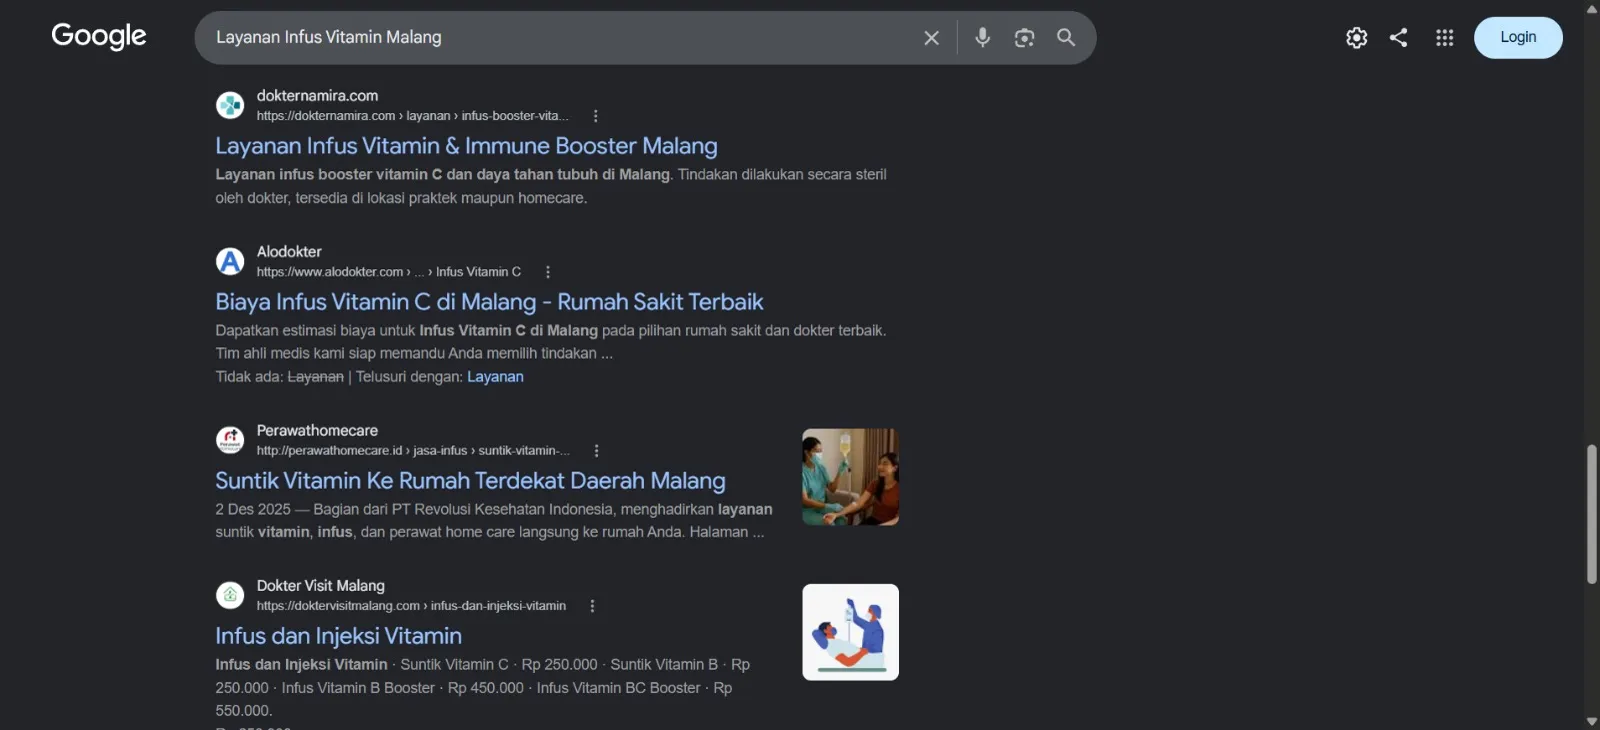 Google
Layanan Infus Vitamin Malang
Login
dokternamira.com
https://dokternamira.com › layanan › infus-booster-vita...
Layanan Infus Vitamin & Immune Booster Malang
Layanan infus booster vitamin C dan daya tahan tubuh di Malang. Tindakan dilakukan secara steril
oleh dokter, tersedia di lokasi praktek maupun homecare.
Alodokter
https://www.alodokter.com › ... › Infus Vitamin C
Biaya Infus Vitamin C di Malang - Rumah Sakit Terbaik
Dapatkan estimasi biaya untuk Infus Vitamin C di Malang pada pilihan rumah sakit dan dokter terbaik.
Tim ahli medis kami siap memandu Anda memilih tindakan ...
Tidak ada: Layanan | Telusuri dengan: Layanan
Perawathomecare
http://perawathomecare.id › jasa-infus › suntik-vitamin-...
Suntik Vitamin Ke Rumah Terdekat Daerah Malang
2 Des 2025 — Bagian dari PT Revolusi Kesehatan Indonesia, menghadirkan layanan
suntik vitamin, infus, dan perawat home care langsung ke rumah Anda. Halaman ...
Dokter Visit Malang
https://doktervisitmalang.com › infus-dan-injeksi-vitamin
Infus dan Injeksi Vitamin
Infus dan Injeksi Vitamin · Suntik Vitamin C · Rp 250.000 · Suntik Vitamin B · Rp
250.000 · Infus Vitamin B Booster · Rp 450.000 · Infus Vitamin BC Booster · Rp
550.000.